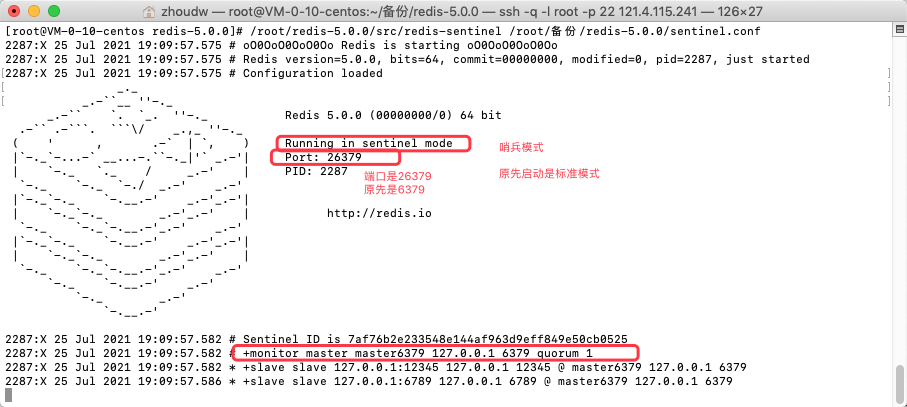 zhoudw — root@VM-0-10-centos:~/备份/redis-5.0.0 — ssh -q -l root -p 22 121.4.115.241 — 126×27
[root@VM-0-10-centos redis-5.0.0]# /root/redis-5.0.0/src/redis-sentinel /root/备份/redis-5.0.0/sentinel.conf
2287:X 25 Jul 2021 19:09:57.575 # oO0OoO0OoO0Oo Redis is starting oO0OoO0OoO0Oo
2287:X 25 Jul 2021 19:09:57.575 # Redis version=5.0.0, bits=64, commit=00000000, modified=0, pid=2287, just started
2287:X 25 Jul 2021 19:09:57.575 # Configuration loaded
Redis 5.0.0 (00000000/0) 64 bit
Running in sentinel mode 哨兵模式
Port: 26379
PID: 2287 端口是26379 原先启动是标准模式
原先是6379
http://redis.io
2287:X 25 Jul 2021 19:09:57.582 # Sentinel ID is 7af76b2e233548e144af963d9eff849e50cb0525
2287:X 25 Jul 2021 19:09:57.582 # +monitor master master6379 127.0.0.1 6379 quorum 1
2287:X 25 Jul 2021 19:09:57.582 * +slave slave 127.0.0.1:12345 127.0.0.1 12345 @ master6379 127.0.0.1 6379
2287:X 25 Jul 2021 19:09:57.586 * +slave slave 127.0.0.1:6789 127.0.0.1 6789 @ master6379 127.0.0.1 6379